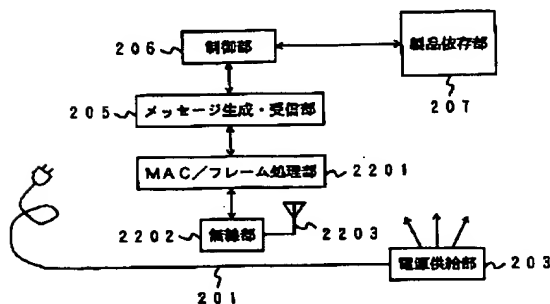 206 制御部
製品依存部
207
205 メッセージ生成・受信部
MAC/フレーム処理部 2201
2202 無線部 2203
電源供給部 203
201